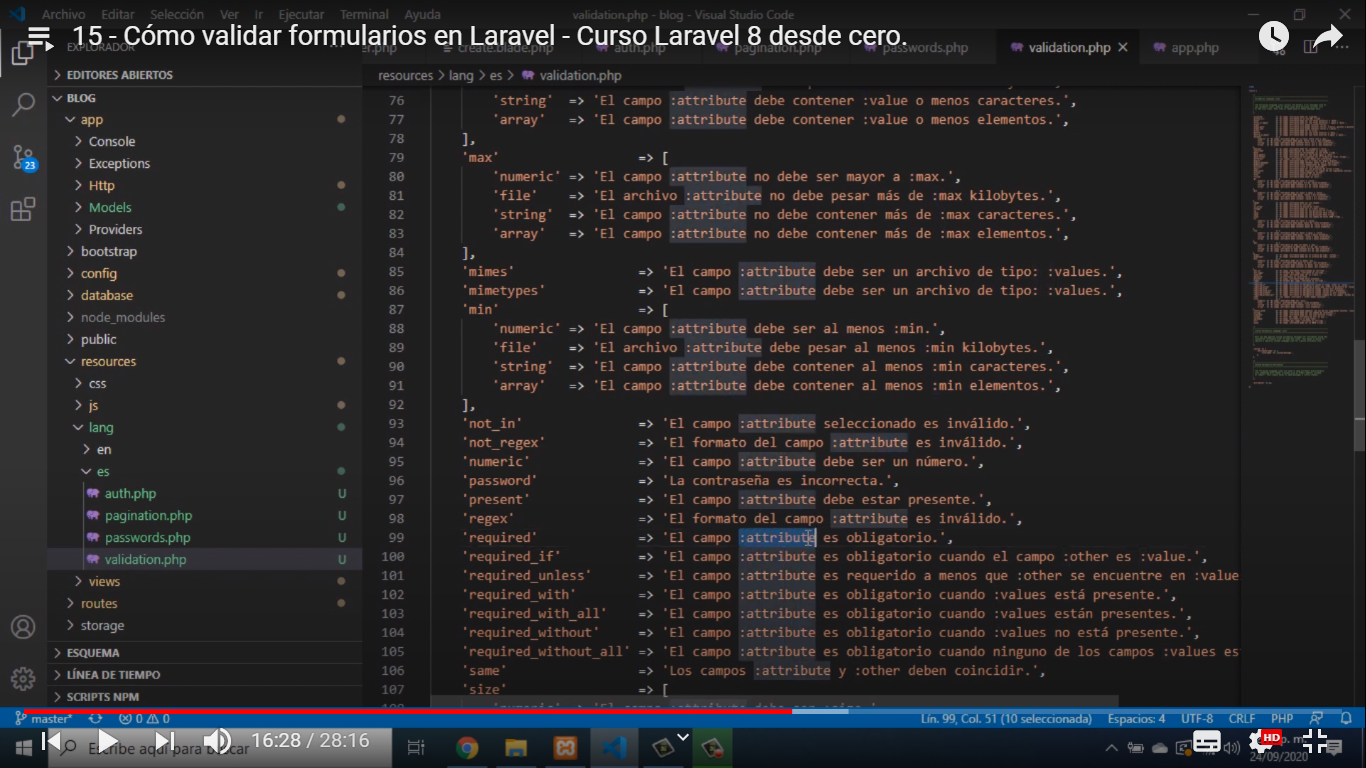 Archivo Editar Selección Ver Ir Ejecutar Terminal Ayuda
validation.php - blog - Visual Studio Code
15 - Cómo validar formularios en Laravel - Curso Laravel 8 desde cero.
EXPLORADOR
create.blade.php
auth.php
pagination.php
passwords.php
validation.php
app.php
resources > lang > es > validation.php
EDITORES ABIERTOS
BLOG
app
Console
Exceptions
Http
Models
Providers
bootstrap
config
database
node_modules
public
resources
css
js
lang
en
es
auth.php U
pagination.php U
passwords.php U
validation.php U
views
routes
storage
ESQUEMA
LÍNEA DE TIEMPO
SCRIPTS NPM
23
76 'string' => 'El campo :attribute debe contener :value o menos caracteres.',
77 'array' => 'El campo :attribute debe contener :value o menos elementos.',
78 ],
79 'max' => [
80 'numeric' => 'El campo :attribute no debe ser mayor a :max.',
81 'file' => 'El archivo :attribute no debe pesar más de :max kilobytes.',
82 'string' => 'El campo :attribute no debe contener más de :max caracteres.',
83 'array' => 'El campo :attribute no debe contener más de :max elementos.',
84 ],
85 'mimes' => 'El campo :attribute debe ser un archivo de tipo: :values.',
86 'mimetypes' => 'El campo :attribute debe ser un archivo de tipo: :values.',
87 'min' => [
88 'numeric' => 'El campo :attribute debe ser al menos :min.',
89 'file' => 'El archivo :attribute debe pesar al menos :min kilobytes.',
90 'string' => 'El campo :attribute debe contener al menos :min caracteres.',
91 'array' => 'El campo :attribute debe contener al menos :min elementos.',
92 ],
93 'not_in' => 'El campo :attribute seleccionado es inválido.',
94 'not_regex' => 'El formato del campo :attribute es inválido.',
95 'numeric' => 'El campo :attribute debe ser un número.',
96 'password' => 'La contraseña es incorrecta.',
97 'present' => 'El campo :attribute debe estar presente.',
98 'regex' => 'El formato del campo :attribute es inválido.',
99 'required' => 'El campo :attribute es obligatorio.',
100 'required_if' => 'El campo :attribute es obligatorio cuando el campo :other es :value.',
101 'required_unless' => 'El campo :attribute es requerido a menos que :other se encuentre en :value
102 'required_with' => 'El campo :attribute es obligatorio cuando :values está presente.',
103 'required_with_all' => 'El campo :attribute es obligatorio cuando :values están presentes.',
104 'required_without' => 'El campo :attribute es obligatorio cuando :values no está presente.',
105 'required_without_all' => 'El campo :attribute es obligatorio cuando ninguno de los campos :values es
106 'same' => 'Los campos :attribute y :other deben coincidir.',
107 'size' => [
master* 0 0
Lín. 99, Col. 51 (10 seleccionada) Espacios: 4 UTF-8 CRLF PHP
Escribe aquí para buscar
16:28 / 28:16
HD
24/09/2020